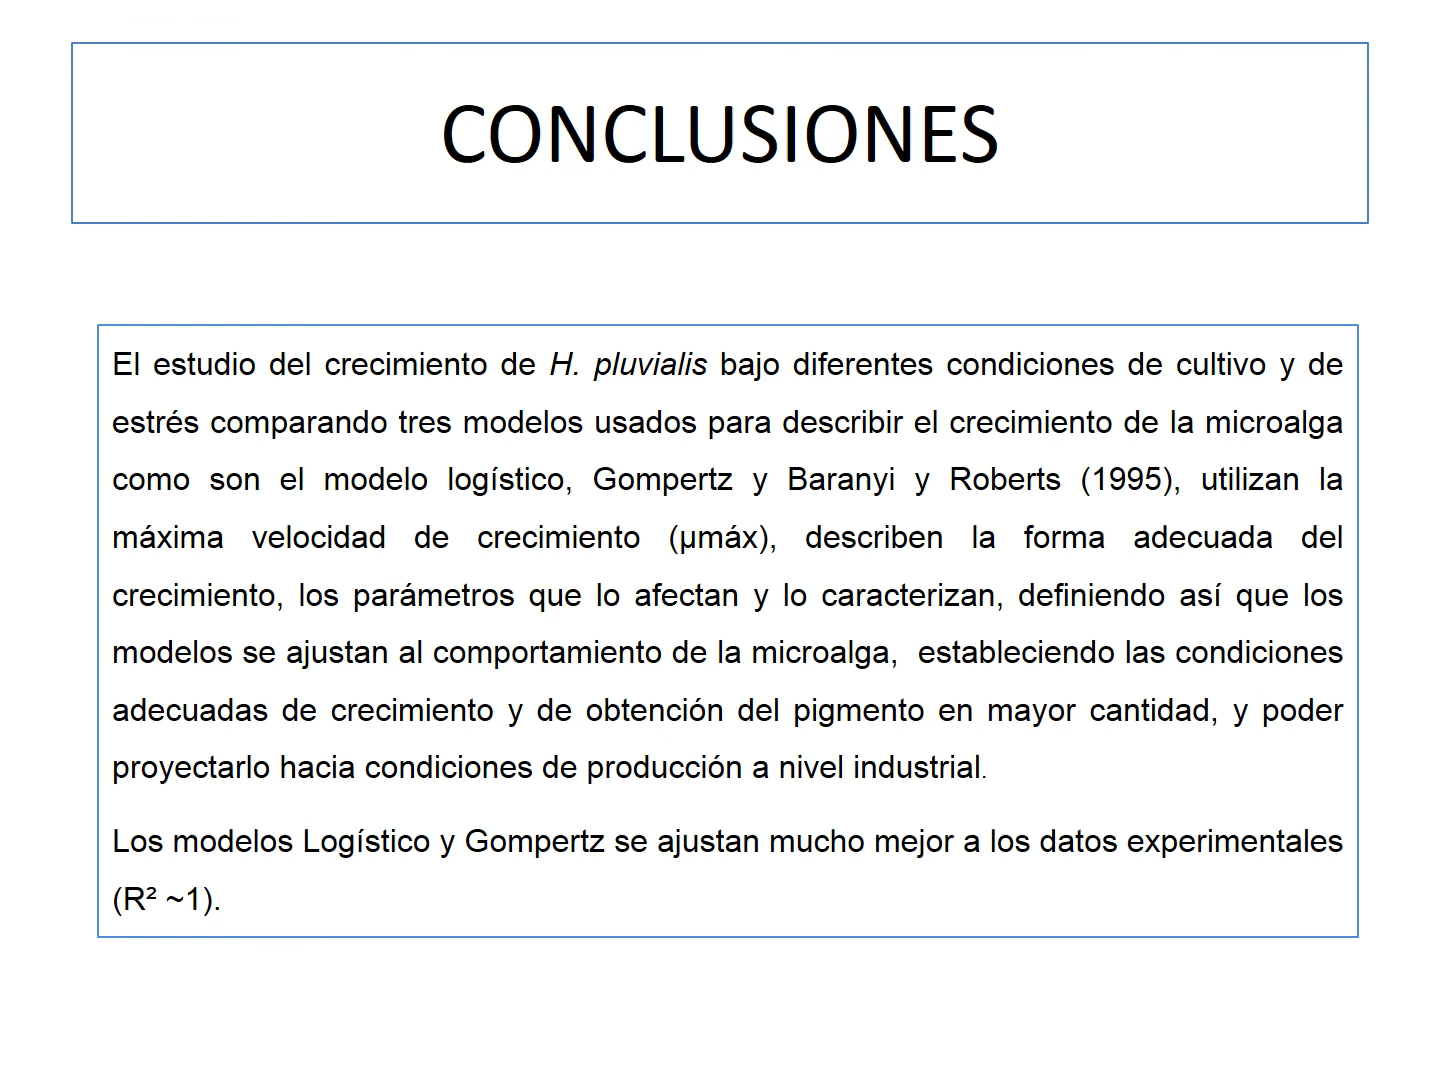 CONCLUSIONES
El estudio del crecimiento de H. pluvialis bajo diferentes condiciones de cultivo y de
estrés comparando tres modelos usados para describir el crecimiento de la microalga
como son el modelo logístico, Gompertz y Baranyi y Roberts (1995), utilizan la
máxima velocidad de crecimiento (µmáx), describen la forma adecuada del
crecimiento, los parámetros que lo afectan y lo caracterizan, definiendo así que los
modelos se ajustan al comportamiento de la microalga, estableciendo las condiciones
adecuadas de crecimiento y de obtención del pigmento en mayor cantidad, y poder
proyectarlo hacia condiciones de producción a nivel industrial.
Los modelos Logístico y Gompertz se ajustan mucho mejor a los datos experimentales
(R² ~1).